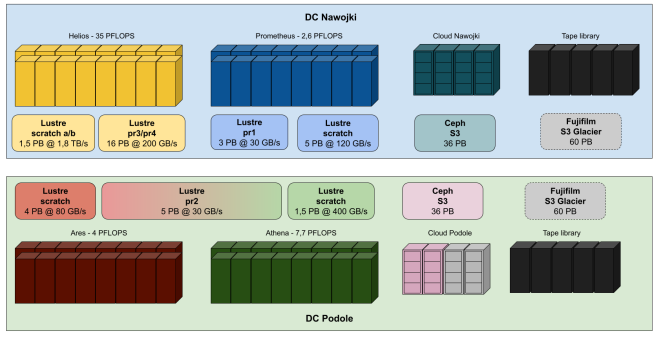 DC Nawojki
Helios - 35 PFLOPS
Prometheus - 2,6 PFLOPS
Cloud Nawojki
Tape library
Lustre
scratch a/b
1,5 PB @ 1,8 TB/s
Lustre
pr3/pr4
16 PB @ 200 GB/s
Lustre
pr1
3 PB @ 30 GB/s
Lustre
scratch
5 PB @ 120 GB/s
Ceph
S3
36 PB
Fujifilm
S3 Glacier
60 PB
Lustre
scratch
4 PB @ 80 GB/s
Lustre
pr2
5 PB @ 30 GB/s
Lustre
scratch
1,5 PB @ 400 GB/s
Ceph
S3
36 PB
Fujifilm
S3 Glacier
60 PB
Ares - 4 PFLOPS
Athena - 7,7 PFLOPS
Cloud Podole
Tape library
DC Podole